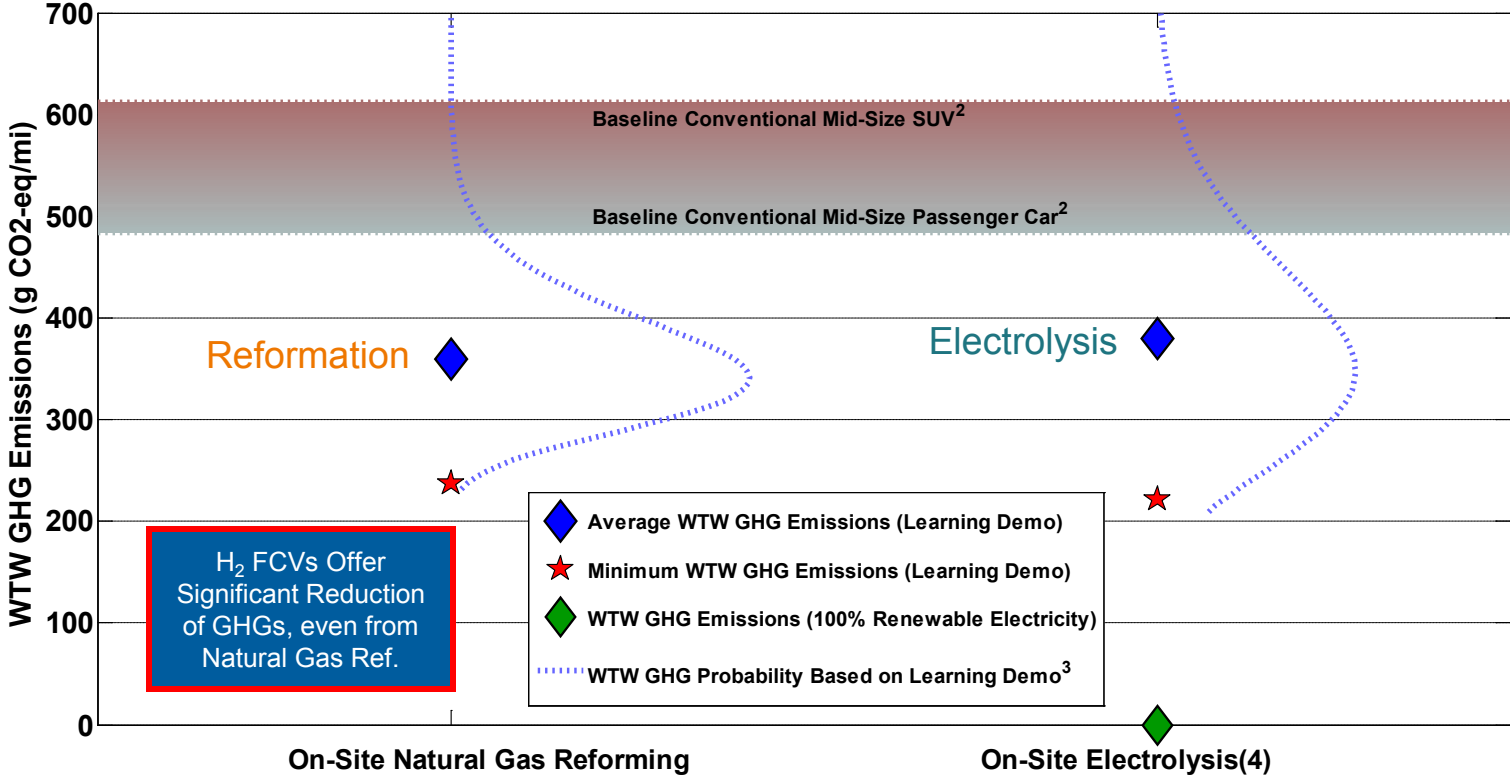 WTW GHG Emissions (g CO2-eq/mi)
700
600
500
400
300
200
100
0
Baseline Conventional Mid-Size SUV2
Baseline Conventional Mid-Size Passenger Car2
Reformation
Electrolysis
H2 FCVs Offer
Significant Reduction
of GHGs, even from
Natural Gas Ref.
Average WTW GHG Emissions (Learning Demo)
Minimum WTW GHG Emissions (Learning Demo)
WTW GHG Emissions (100% Renewable Electricity)
WTW GHG Probability Based on Learning Demo3
On-Site Natural Gas Reforming
On-Site Electrolysis(4)